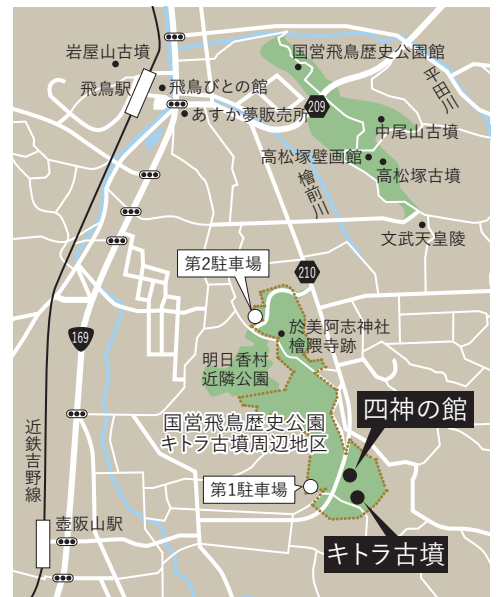 岩屋山古墳
国営飛鳥歴史公園館
平田川
飛鳥駅
飛鳥びとの館
209
あすか夢販売所
中尾山古墳
高松塚壁画館
高松塚古墳
檜前川
文武天皇陵
第2駐車場
210
169
於美阿志神社
檜隈寺跡
明日香村
近隣公園
四神の館
国営飛鳥歴史公園
キトラ古墳周辺地区
近鉄吉野線
第1駐車場
壺阪山駅
キトラ古墳